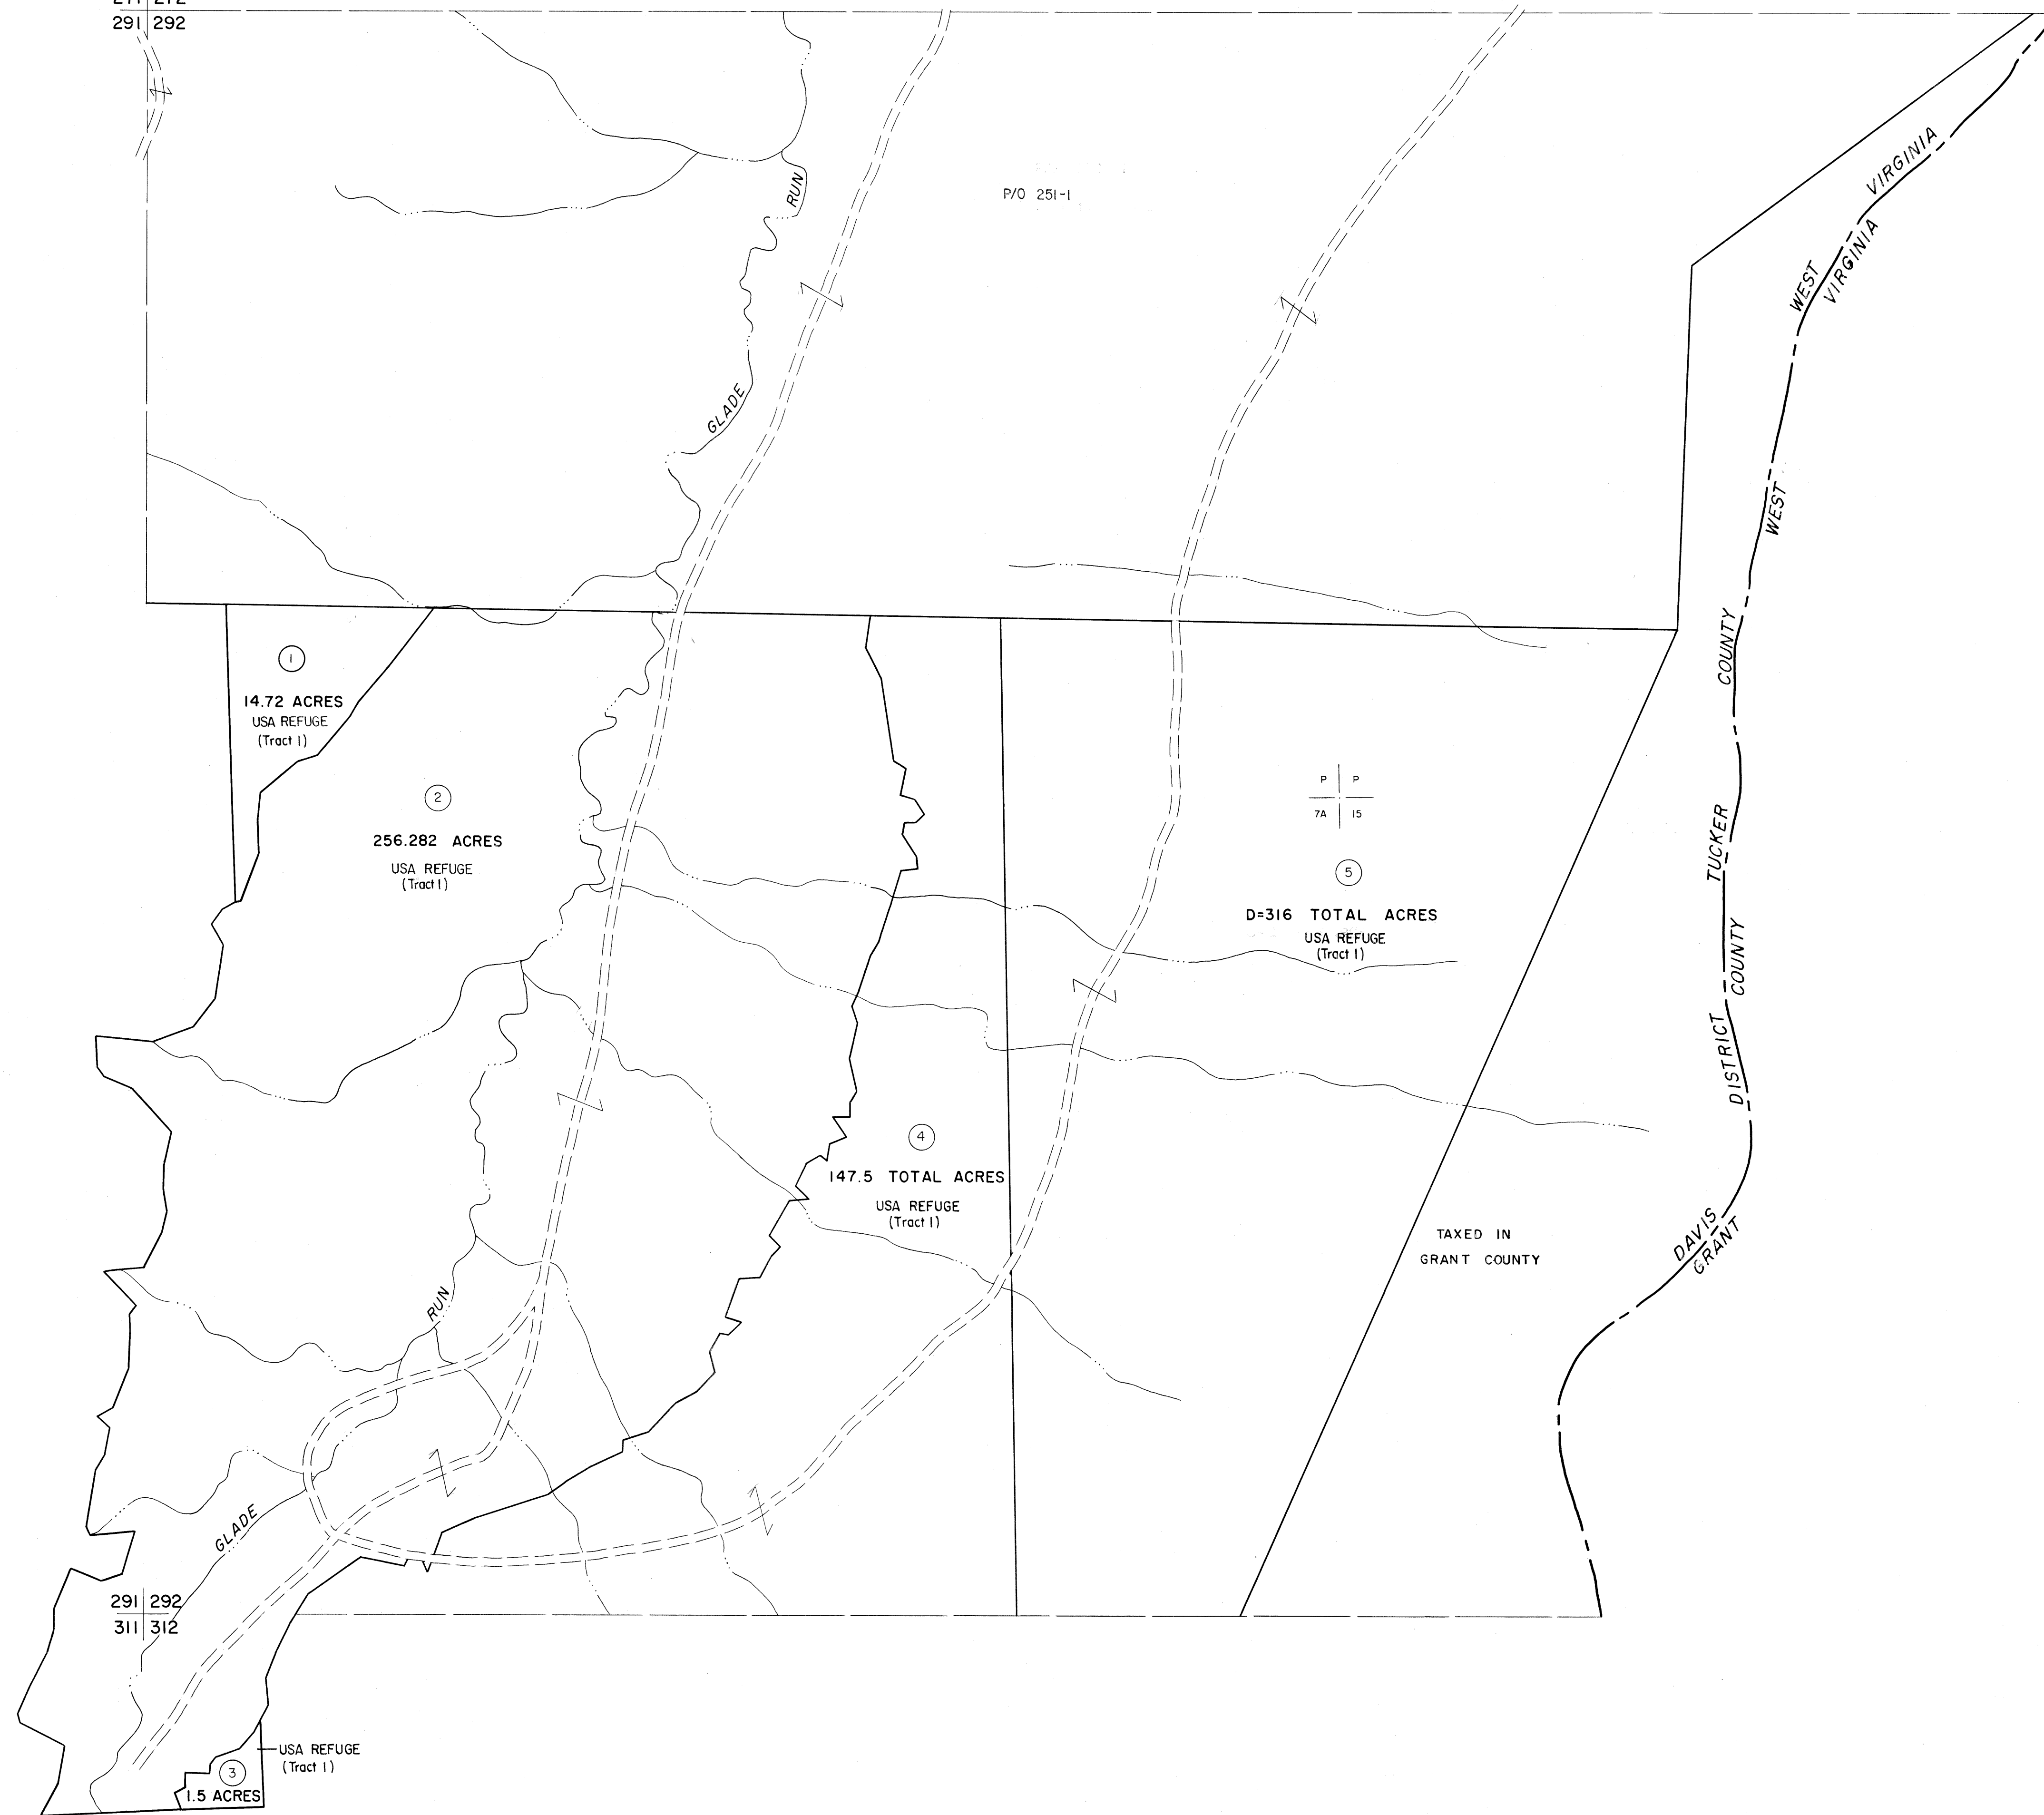 291 292
P/O 251-1
RUN
GLADE
VIRGINIA
WEST
VIRGINIA
WEST
COUNTY
TUCKER
COUNTY
DISTRICT
DAVIS
GRANT
1
14.72 ACRES
USA REFUGE
(Tract 1)
2
256.282 ACRES
USA REFUGE
(Tract 1)
P P
7A 15
5
D=316 TOTAL ACRES
USA REFUGE
(Tract 1)
4
147.5 TOTAL ACRES
USA REFUGE
(Tract 1)
TAXED IN
GRANT COUNTY
RUN
GLADE
291 292
311 312
USA REFUGE
(Tract 1)
3
1.5 ACRES